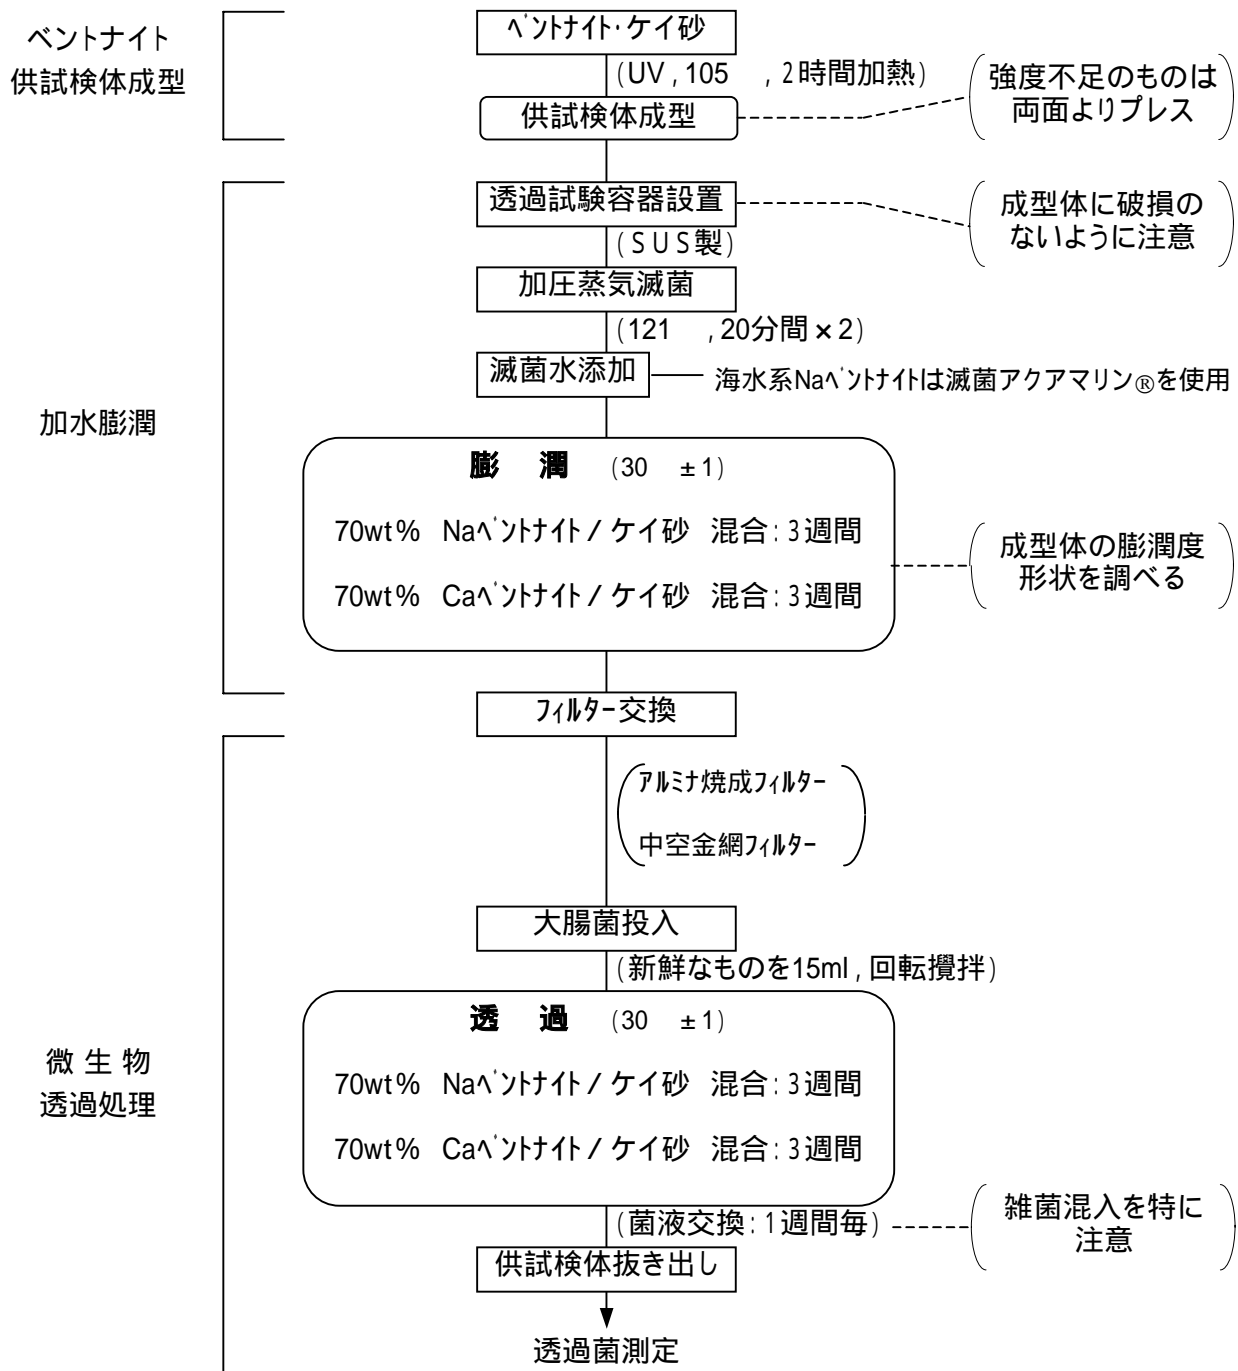 ベントナイト
供試検体成型
ﾍﾞﾝﾄﾅｲﾄ･ケイ砂
(UV , 105　, 2時間加熱)
供試検体成型
強度不足のものは
両面よりプレス
加水膨潤
透過試験容器設置
(SUS製)
成型体に破損の
ないように注意
加圧蒸気滅菌
(121　, 20分間×2)
滅菌水添加
海水系Naﾍﾞﾝﾄﾅｲﾄは滅菌アクアマリン®を使用
膨　潤　(30　±1)
70wt%　Naﾍﾞﾝﾄﾅｲﾄ / ケイ砂　混合 : 3週間
70wt%　Caﾍﾞﾝﾄﾅｲﾄ / ケイ砂　混合 : 3週間
成型体の膨潤度
形状を調べる
ﾌｨﾙﾀｰ交換
ｱﾙﾐﾅ焼成ﾌｨﾙﾀｰ
中空金網ﾌｨﾙﾀｰ
微 生 物
透過処理
大腸菌投入
(新鮮なものを15ml , 回転攪拌)
透　過　(30　±1)
70wt%　Naﾍﾞﾝﾄﾅｲﾄ / ケイ砂　混合 : 3週間
70wt%　Caﾍﾞﾝﾄﾅｲﾄ / ケイ砂　混合 : 3週間
(菌液交換 : 1週間毎)
雑菌混入を特に
注意
供試検体抜き出し
透過菌測定